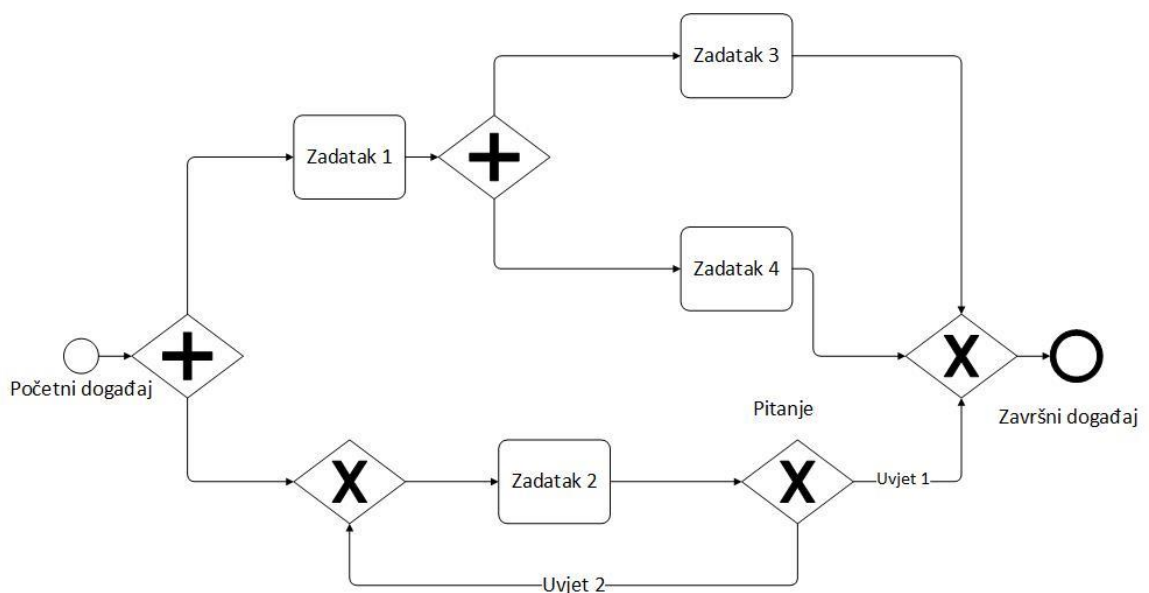 Zadatak 3
Zadatak 1
Zadatak 4
Početni događaj
Pitanje
Završni događaj
Zadatak 2
Uvjet 1
Uvjet 2